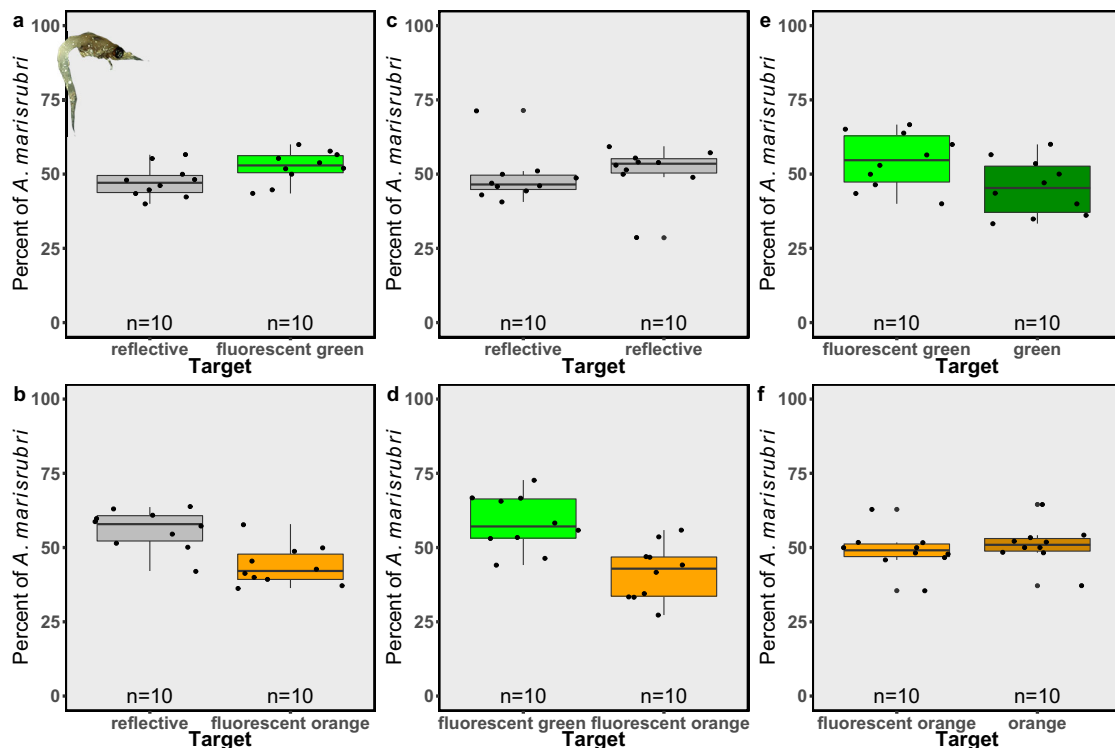 a
Percent of A. marisrubri
100
75
50
25
0
n=10 n=10
reflective fluorescent green
Target
c
Percent of A. marisrubri
100
75
50
25
0
n=10 n=10
reflective reflective
Target
e
Percent of A. marisrubri
100
75
50
25
0
n=10 n=10
fluorescent green green
Target
b
Percent of A. marisrubri
100
75
50
25
0
n=10 n=10
reflective fluorescent orange
Target
d
Percent of A. marisrubri
100
75
50
25
0
n=10 n=10
fluorescent green fluorescent orange
Target
f
Percent of A. marisrubri
100
75
50
25
0
n=10 n=10
fluorescent orange orange
Target